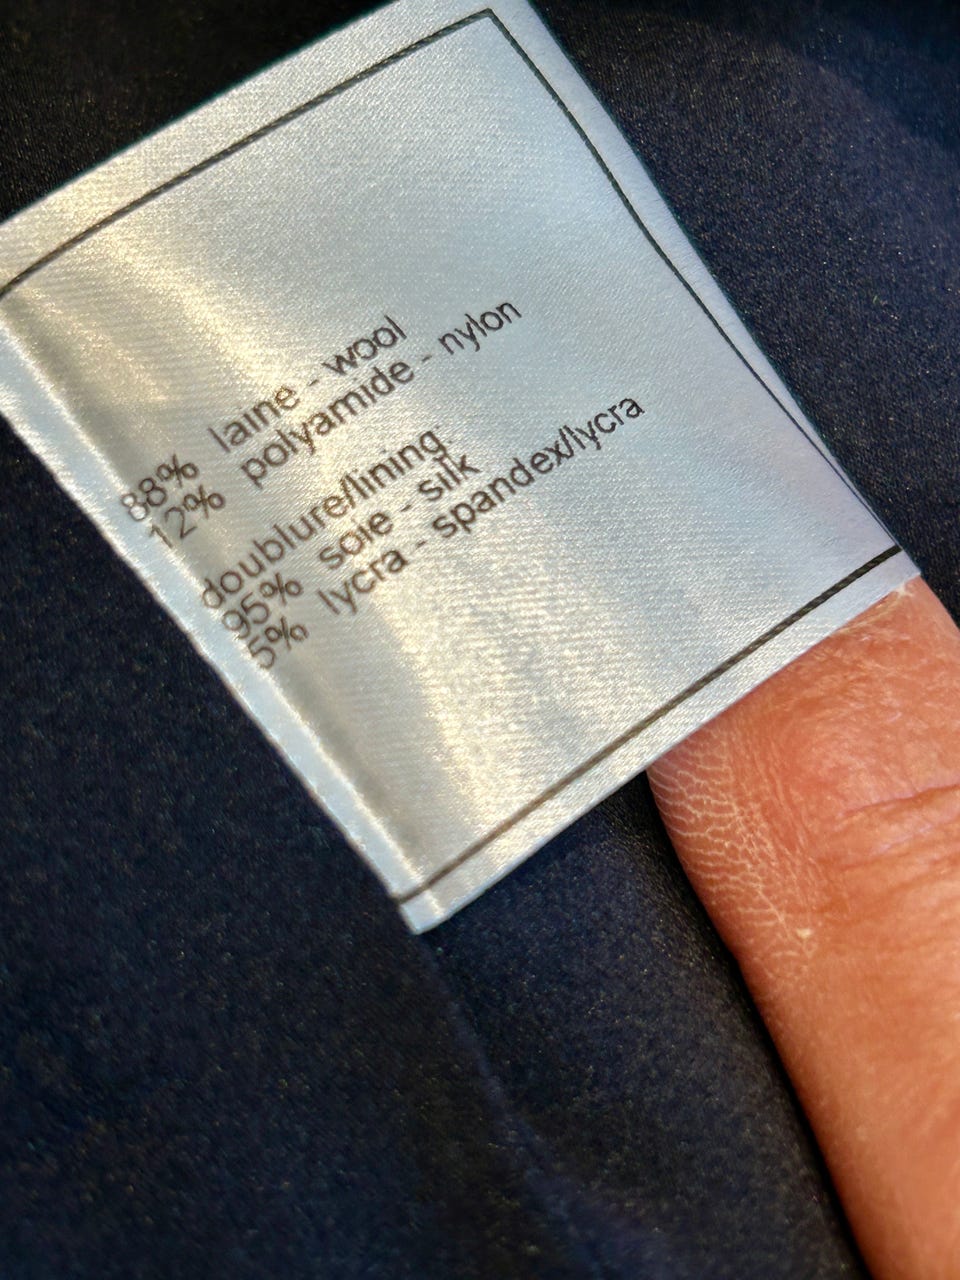 88% laine - wool
12% polyamide - nylon
doublure/lining:
95% soie - silk
5% lycra - spandex/lycra